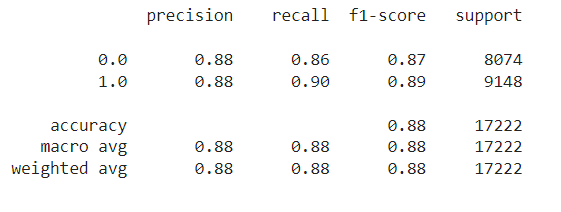 precision recall f1-score support
0.0 0.88 0.86 0.87 8074
1.0 0.88 0.90 0.89 9148
accuracy 0.88 17222
macro avg 0.88 0.88 0.88 17222
weighted avg 0.88 0.88 0.88 17222